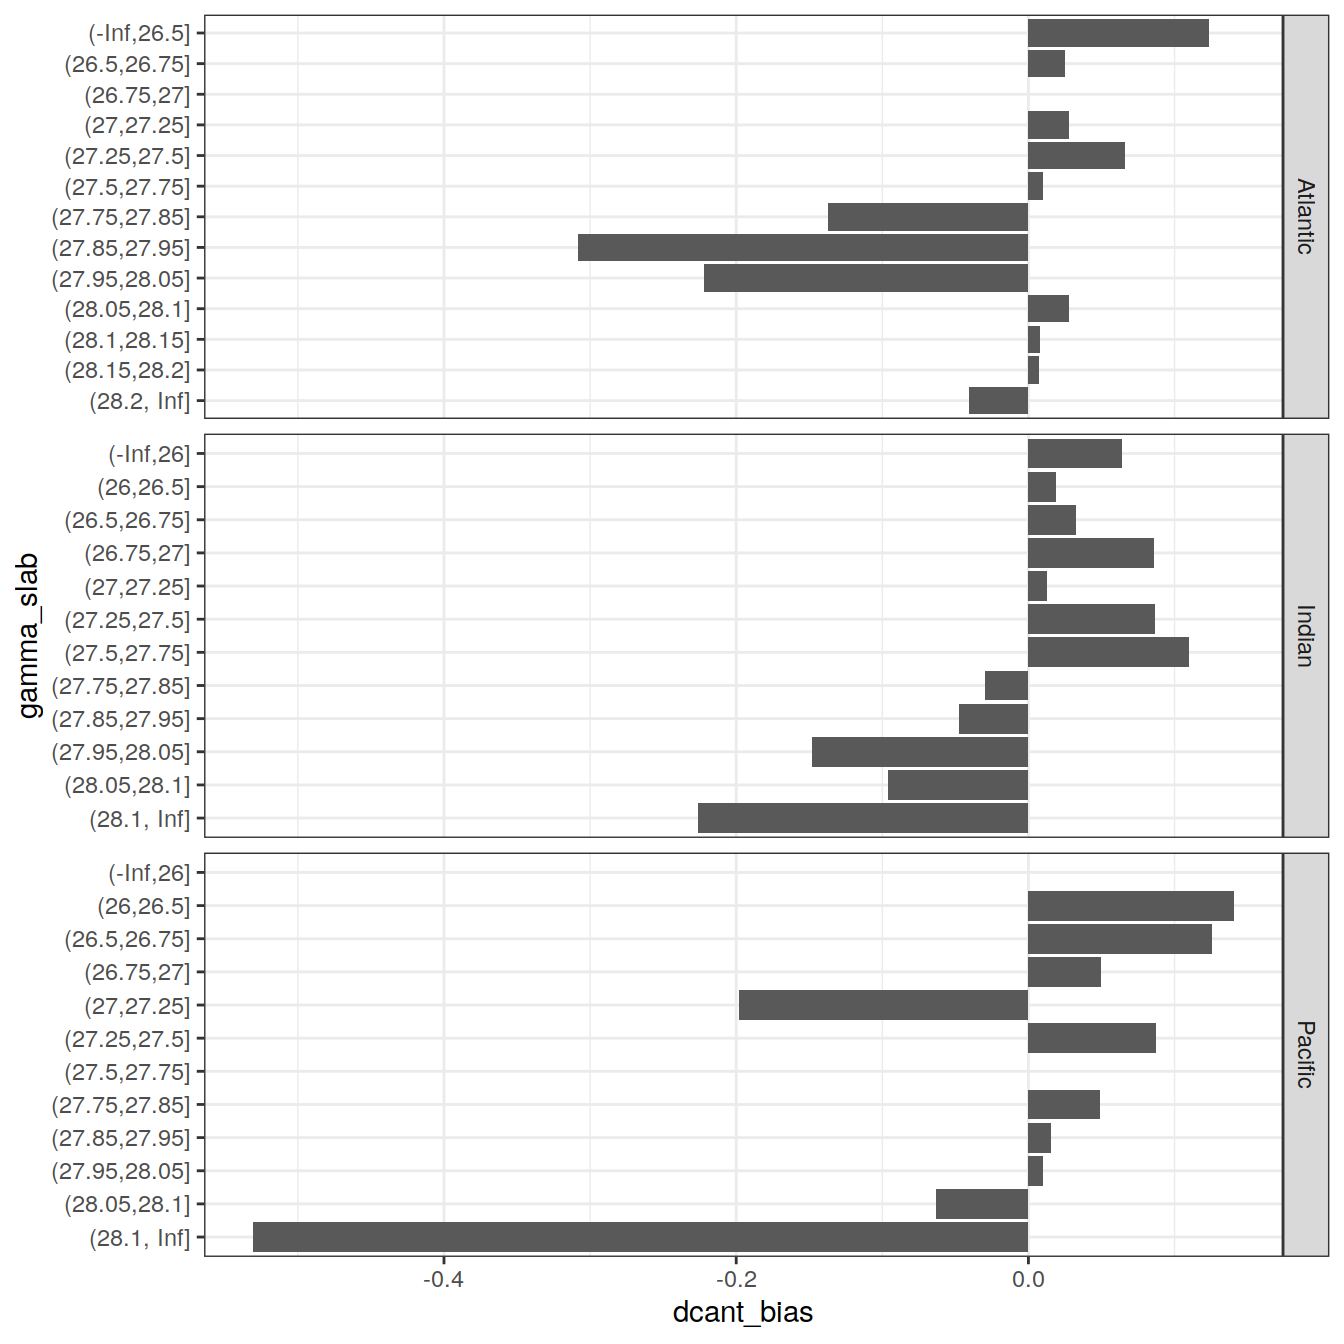 (-Inf,26.5]
(26.5,26.75]
(26.75,27]
(27,27.25]
(27.25,27.5]
(27.5,27.75]
(27.75,27.85]
(27.85,27.95]
(27.95,28.05]
(28.05,28.1]
(28.1,28.15]
(28.15,28.2]
(28.2, Inf]
Atlantic
(-Inf,26]
(26,26.5]
(26.5,26.75]
(26.75,27]
(27,27.25]
(27.25,27.5]
(27.5,27.75]
(27.75,27.85]
(27.85,27.95]
(27.95,28.05]
(28.05,28.1]
(28.1, Inf]
Indian
(-Inf,26]
(26,26.5]
(26.5,26.75]
(26.75,27]
(27,27.25]
(27.25,27.5]
(27.5,27.75]
(27.75,27.85]
(27.85,27.95]
(27.95,28.05]
(28.05,28.1]
(28.1, Inf]
Pacific
gamma_slab
-0.4 -0.2 0.0
dcant_bias